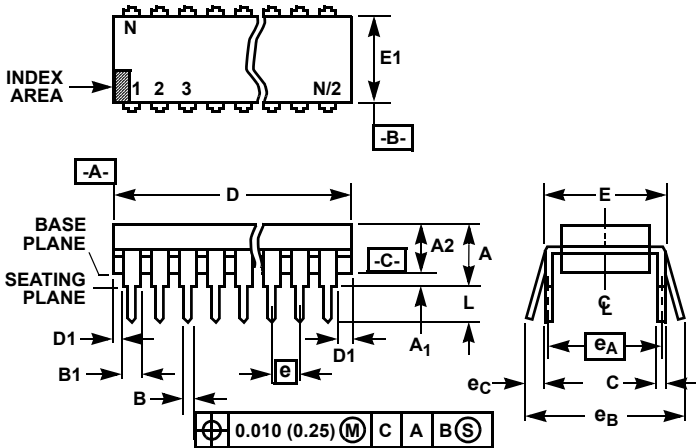 N
E1
INDEX
AREA
1 2 3 N/2
-B-
-A-
D
E
BASE
PLANE
A2
A
-C-
SEATING
PLANE
L
D1
B1
A1
D1
e
eA
B
eC
C
eB
0.010 (0.25) M C A B S